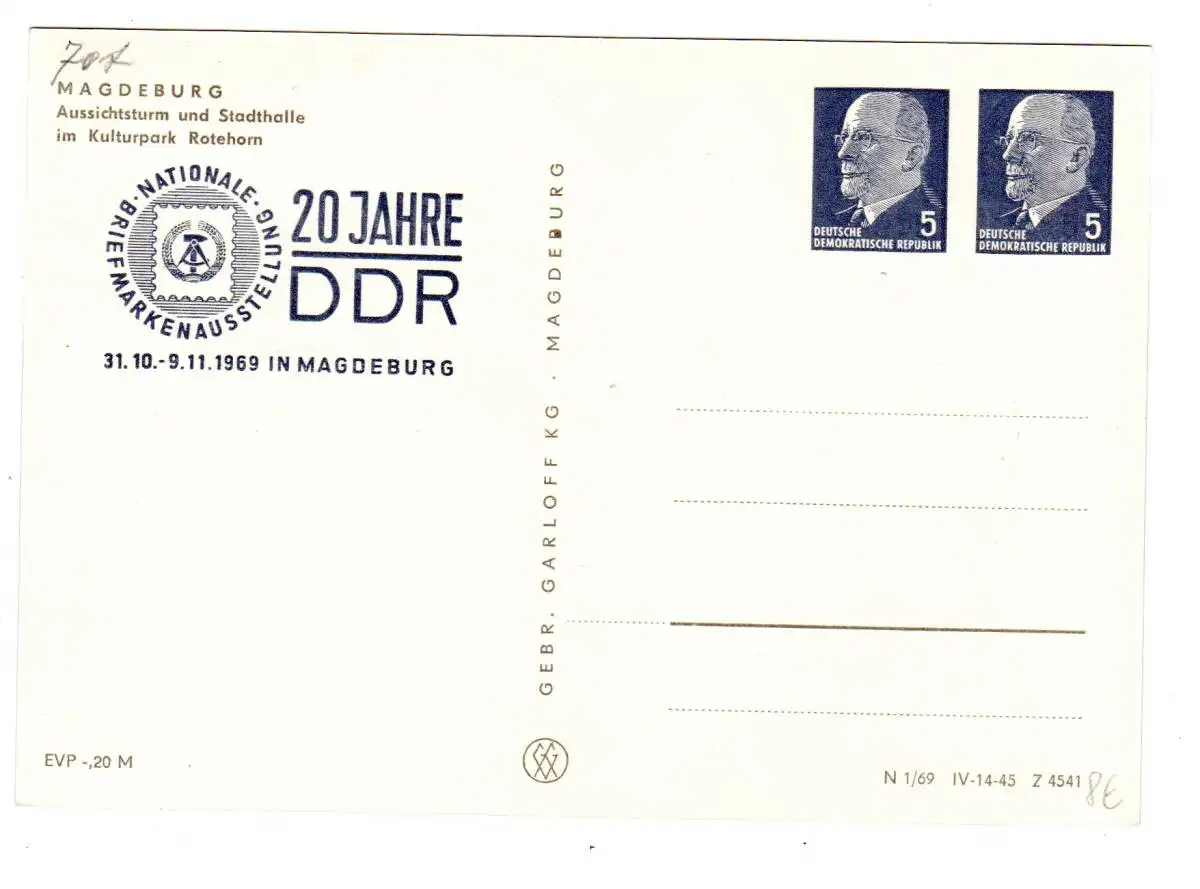 MAGDEBURG
Aussichtsturm und Stadthalle
im Kulturpark Rotehorn
· NATIONALE · BRIEFMARKENAUSSTELLUNG
20 JAHRE
DDR
31.10.-9.11.1969 IN MAGDEBURG
GEBR. GARLOFF KG · MAGDEBURG
5
DEUTSCHE
DEMOKRATISCHE REPUBLIK
5
DEUTSCHE
DEMOKRATISCHE REPUBLIK
EVP -,20 M
N 1/69 IV-14-45 Z 4541
8€